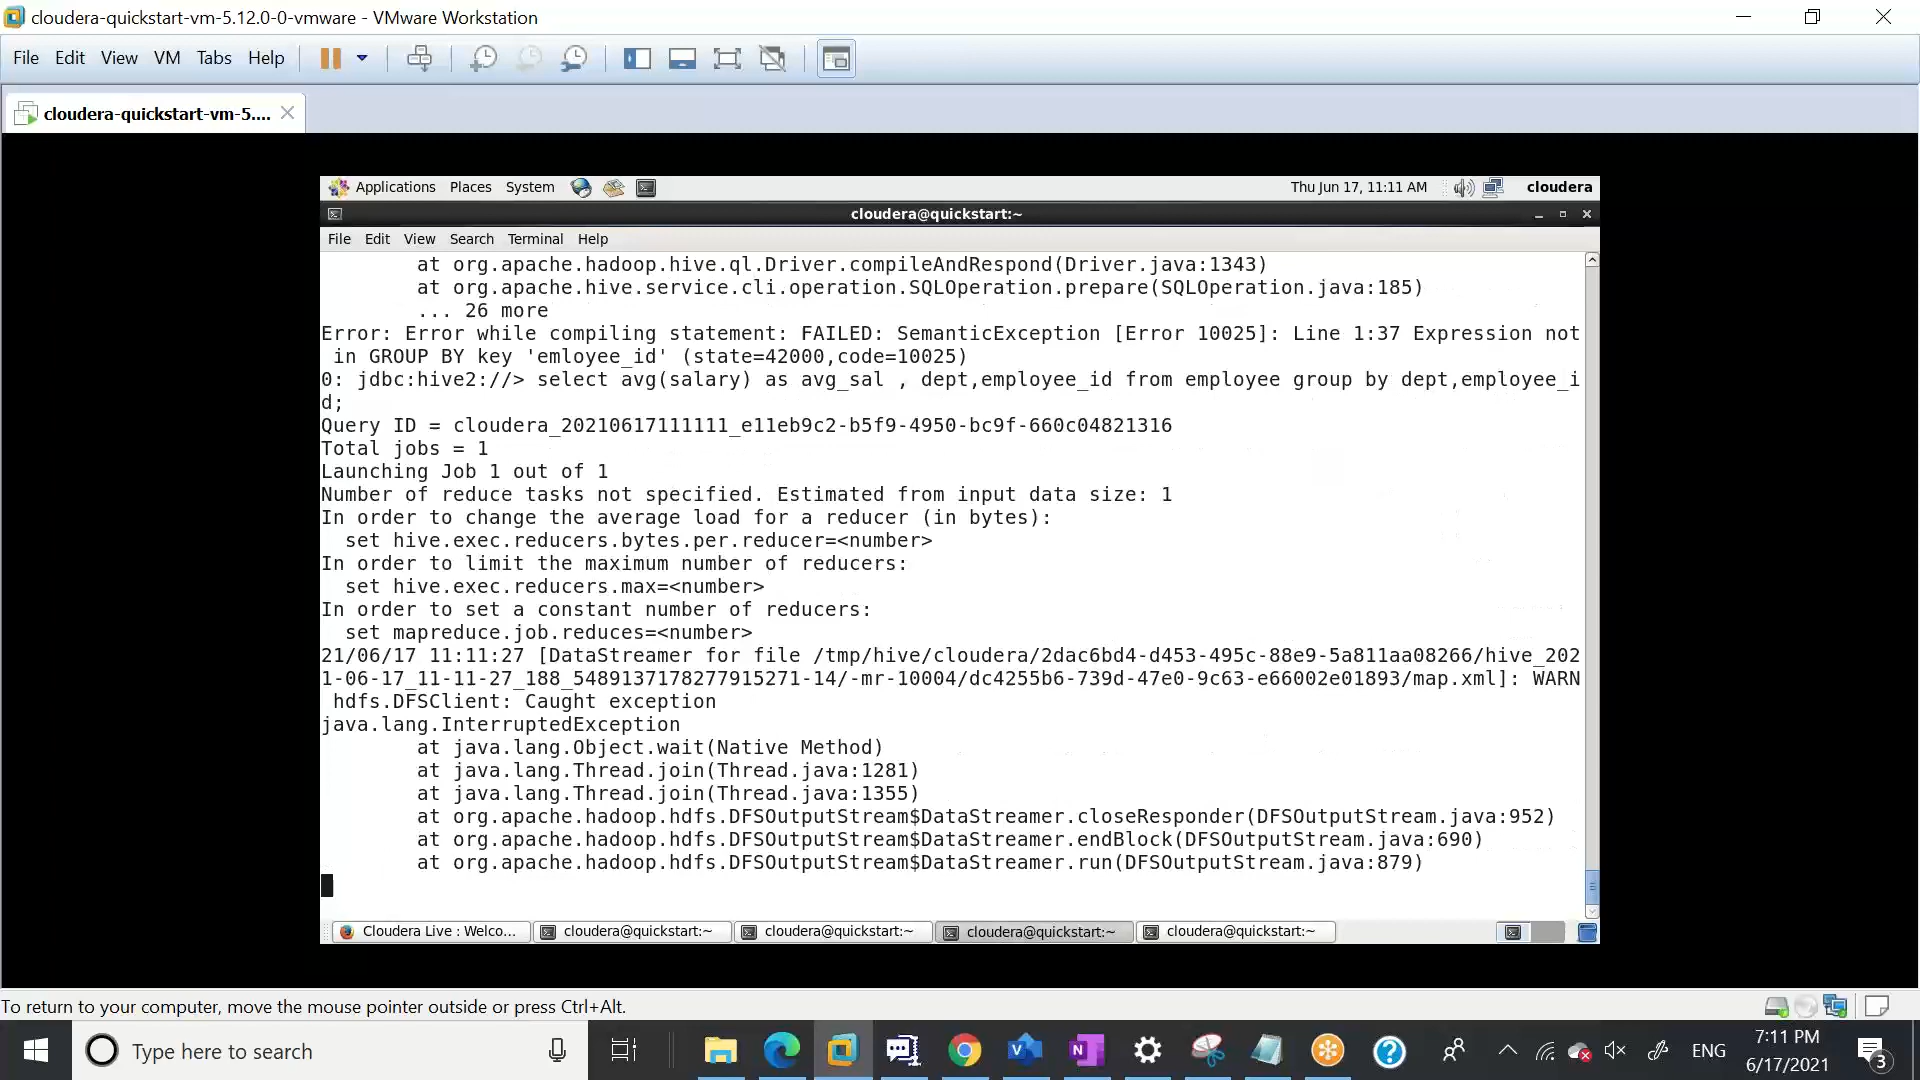 cloudera-quickstart-vm-5.12.0-0-vmware - VMware Workstation
File Edit View VM Tabs Help
cloudera-quickstart-vm-5....
Applications Places System Thu Jun 17, 11:11 AM cloudera
cloudera@quickstart:~
File Edit View Search Terminal Help
at org.apache.hadoop.hive.ql.Driver.compileAndRespond(Driver.java:1343)
at org.apache.hive.service.cli.operation.SQLOperation.prepare(SQLOperation.java:185)
... 26 more
Error: Error while compiling statement: FAILED: SemanticException [Error 10025]: Line 1:37 Expression not
in GROUP BY key 'emloyee_id' (state=42000,code=10025)
0: jdbc:hive2://> select avg(salary) as avg_sal , dept,employee_id from employee group by dept,employee_i
d;
Query ID = cloudera_20210617111111_e11eb9c2-b5f9-4950-bc9f-660c04821316
Total jobs = 1
Launching Job 1 out of 1
Number of reduce tasks not specified. Estimated from input data size: 1
In order to change the average load for a reducer (in bytes):
set hive.exec.reducers.bytes.per.reducer=<number>
In order to limit the maximum number of reducers:
set hive.exec.reducers.max=<number>
In order to set a constant number of reducers:
set mapreduce.job.reduces=<number>
21/06/17 11:11:27 [DataStreamer for file /tmp/hive/cloudera/2dac6bd4-d453-495c-88e9-5a811aa08266/hive_202
1-06-17_11-11-27_188_5489137178277915271-14/-mr-10004/dc4255b6-739d-47e0-9c63-e66002e01893/map.xml]: WARN
hdfs.DFSClient: Caught exception
java.lang.InterruptedException
at java.lang.Object.wait(Native Method)
at java.lang.Thread.join(Thread.java:1281)
at java.lang.Thread.join(Thread.java:1355)
at org.apache.hadoop.hdfs.DFSOutputStream$DataStreamer.closeResponder(DFSOutputStream.java:952)
at org.apache.hadoop.hdfs.DFSOutputStream$DataStreamer.endBlock(DFSOutputStream.java:690)
at org.apache.hadoop.hdfs.DFSOutputStream$DataStreamer.run(DFSOutputStream.java:879)
Cloudera Live : Welco... cloudera@quickstart:~ cloudera@quickstart:~ cloudera@quickstart:~ cloudera@quickstart:~
To return to your computer, move the mouse pointer outside or press Ctrl+Alt.
Type here to search
ENG
7:11 PM
6/17/2021
3